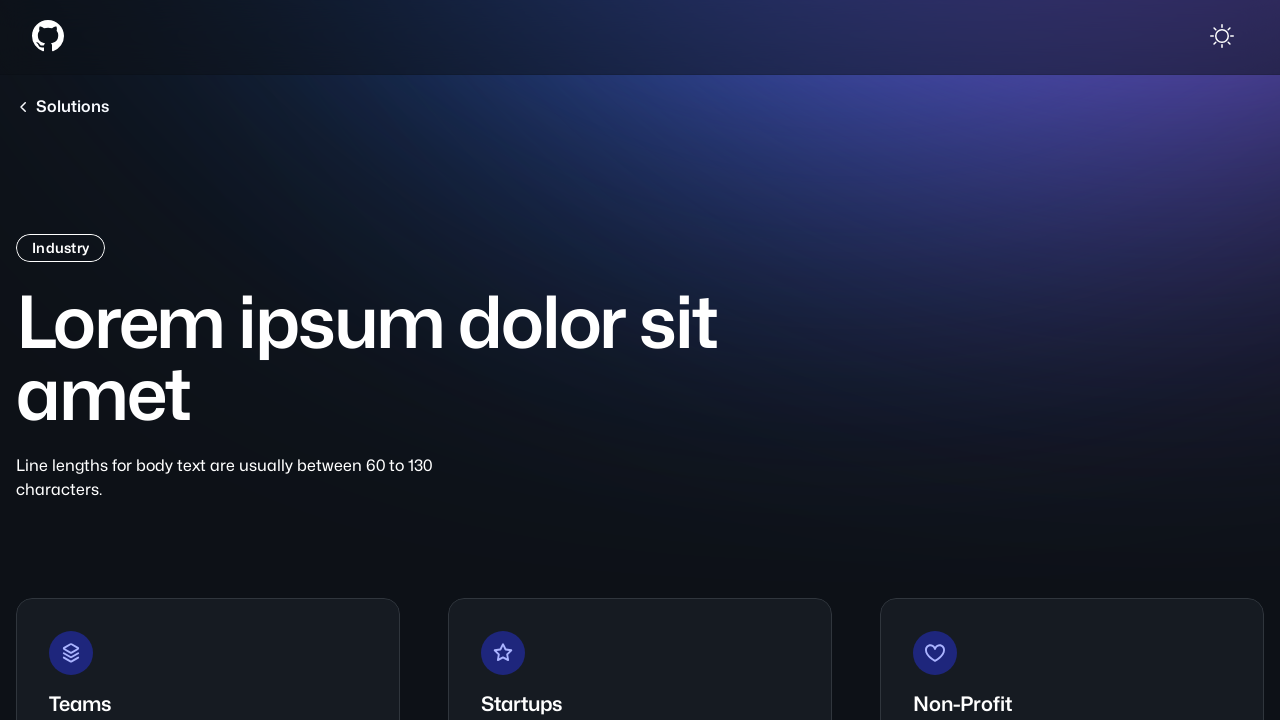 Solutions
Industry
Lorem ipsum dolor sit
amet
Line lengths for body text are usually between 60 to 130
characters.
Teams
Startups
Non-Profit